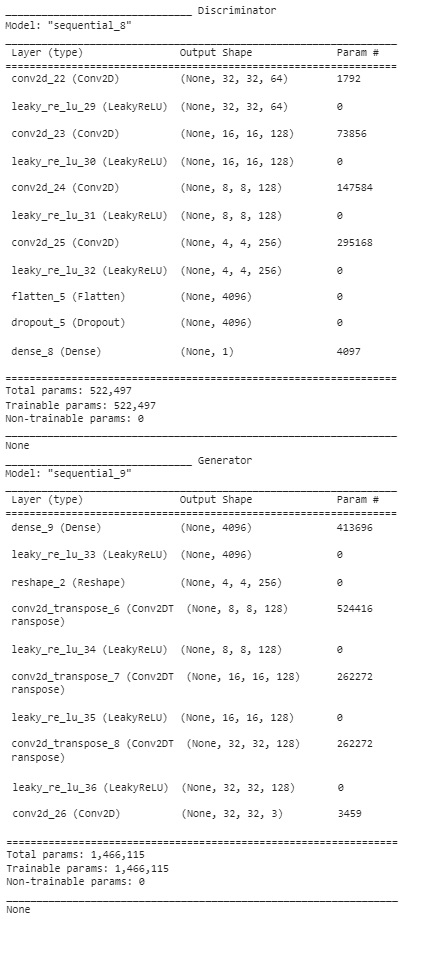 _______________________________ Discriminator
Model: "sequential_8"
_________________________________________________________________
Layer (type) Output Shape Param #
=================================================================
conv2d_22 (Conv2D) (None, 32, 32, 64) 1792
leaky_re_lu_29 (LeakyReLU) (None, 32, 32, 64) 0
conv2d_23 (Conv2D) (None, 16, 16, 128) 73856
leaky_re_lu_30 (LeakyReLU) (None, 16, 16, 128) 0
conv2d_24 (Conv2D) (None, 8, 8, 128) 147584
leaky_re_lu_31 (LeakyReLU) (None, 8, 8, 128) 0
conv2d_25 (Conv2D) (None, 4, 4, 256) 295168
leaky_re_lu_32 (LeakyReLU) (None, 4, 4, 256) 0
flatten_5 (Flatten) (None, 4096) 0
dropout_5 (Dropout) (None, 4096) 0
dense_8 (Dense) (None, 1) 4097
=================================================================
Total params: 522,497
Trainable params: 522,497
Non-trainable params: 0
_________________________________________________________________
None
_______________________________ Generator
Model: "sequential_9"
_________________________________________________________________
Layer (type) Output Shape Param #
=================================================================
dense_9 (Dense) (None, 4096) 413696
leaky_re_lu_33 (LeakyReLU) (None, 4096) 0
reshape_2 (Reshape) (None, 4, 4, 256) 0
conv2d_transpose_6 (Conv2DT (None, 8, 8, 128) 524416
ranspose)
leaky_re_lu_34 (LeakyReLU) (None, 8, 8, 128) 0
conv2d_transpose_7 (Conv2DT (None, 16, 16, 128) 262272
ranspose)
leaky_re_lu_35 (LeakyReLU) (None, 16, 16, 128) 0
conv2d_transpose_8 (Conv2DT (None, 32, 32, 128) 262272
ranspose)
leaky_re_lu_36 (LeakyReLU) (None, 32, 32, 128) 0
conv2d_26 (Conv2D) (None, 32, 32, 3) 3459
=================================================================
Total params: 1,466,115
Trainable params: 1,466,115
Non-trainable params: 0
_________________________________________________________________
None